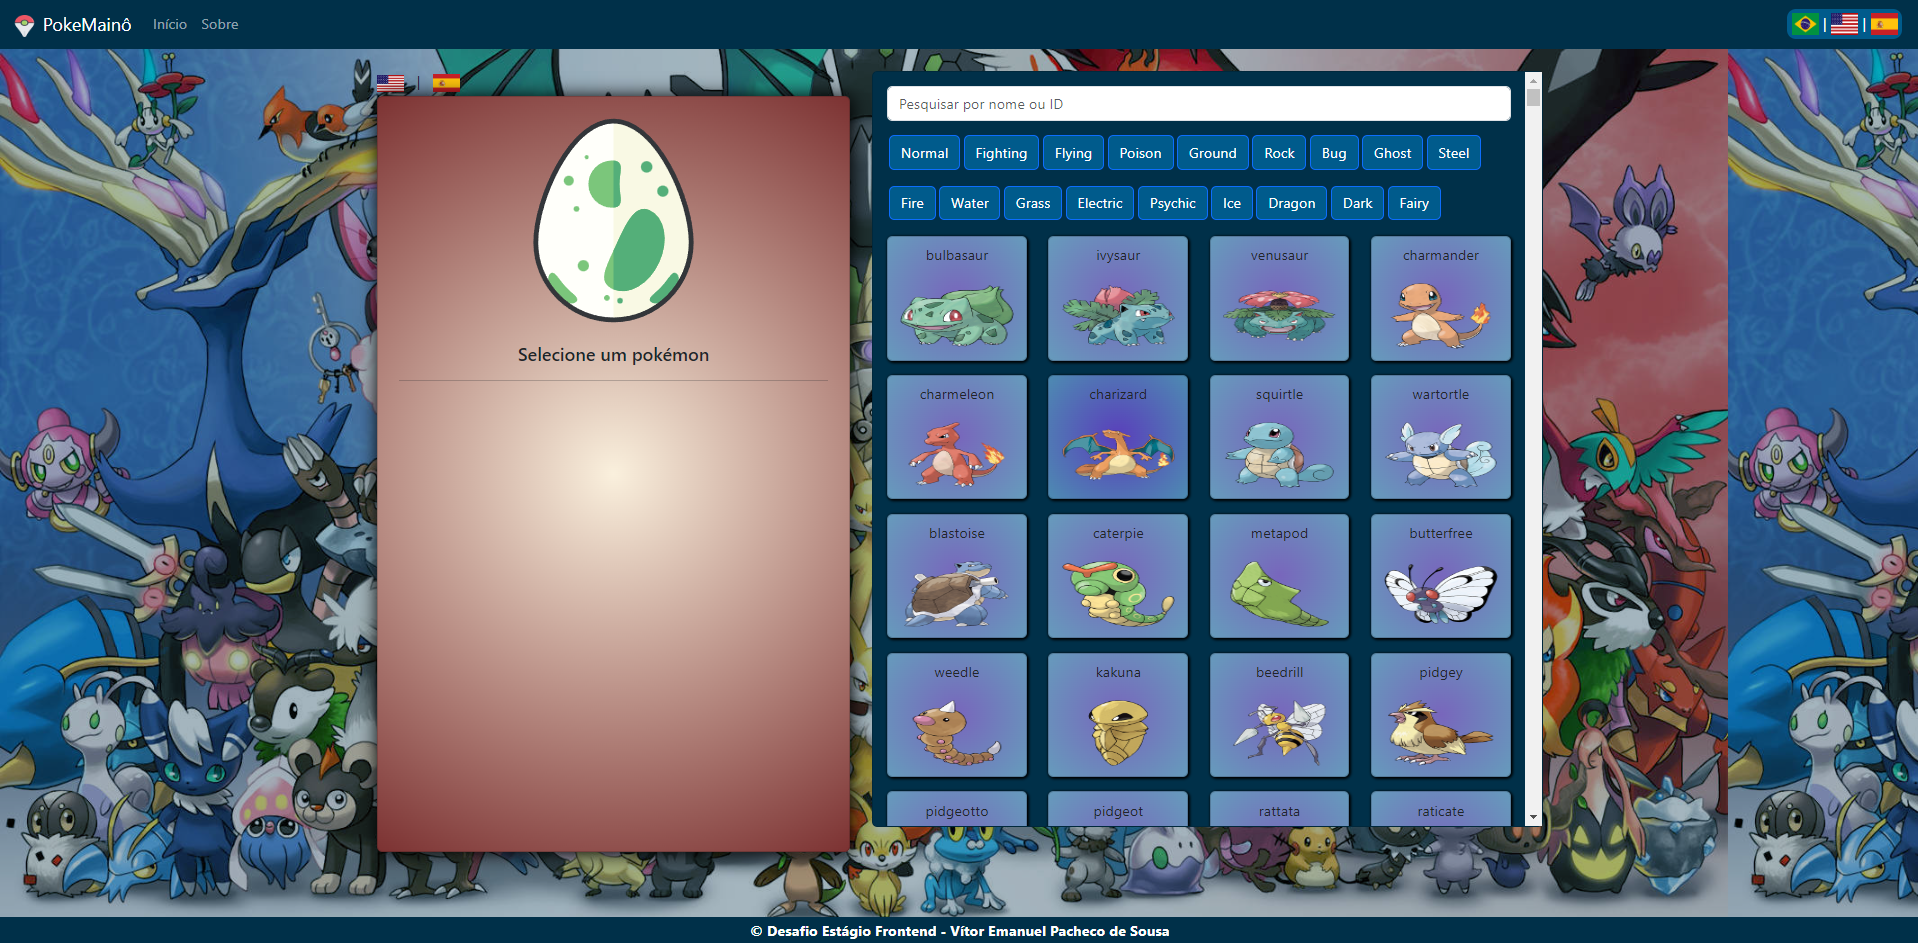 PokeMainô Início Sobre
| |
|
Pesquisar por nome ou ID
Normal Fighting Flying Poison Ground Rock Bug Ghost Steel
Fire Water Grass Electric Psychic Ice Dragon Dark Fairy
Selecione um pokémon
bulbasaur ivysaur venusaur charmander
charmeleon charizard squirtle wartortle
blastoise caterpie metapod butterfree
weedle kakuna beedrill pidgey
pidgeotto pidgeot rattata raticate
© Desafio Estágio Frontend - Vítor Emanuel Pacheco de Sousa